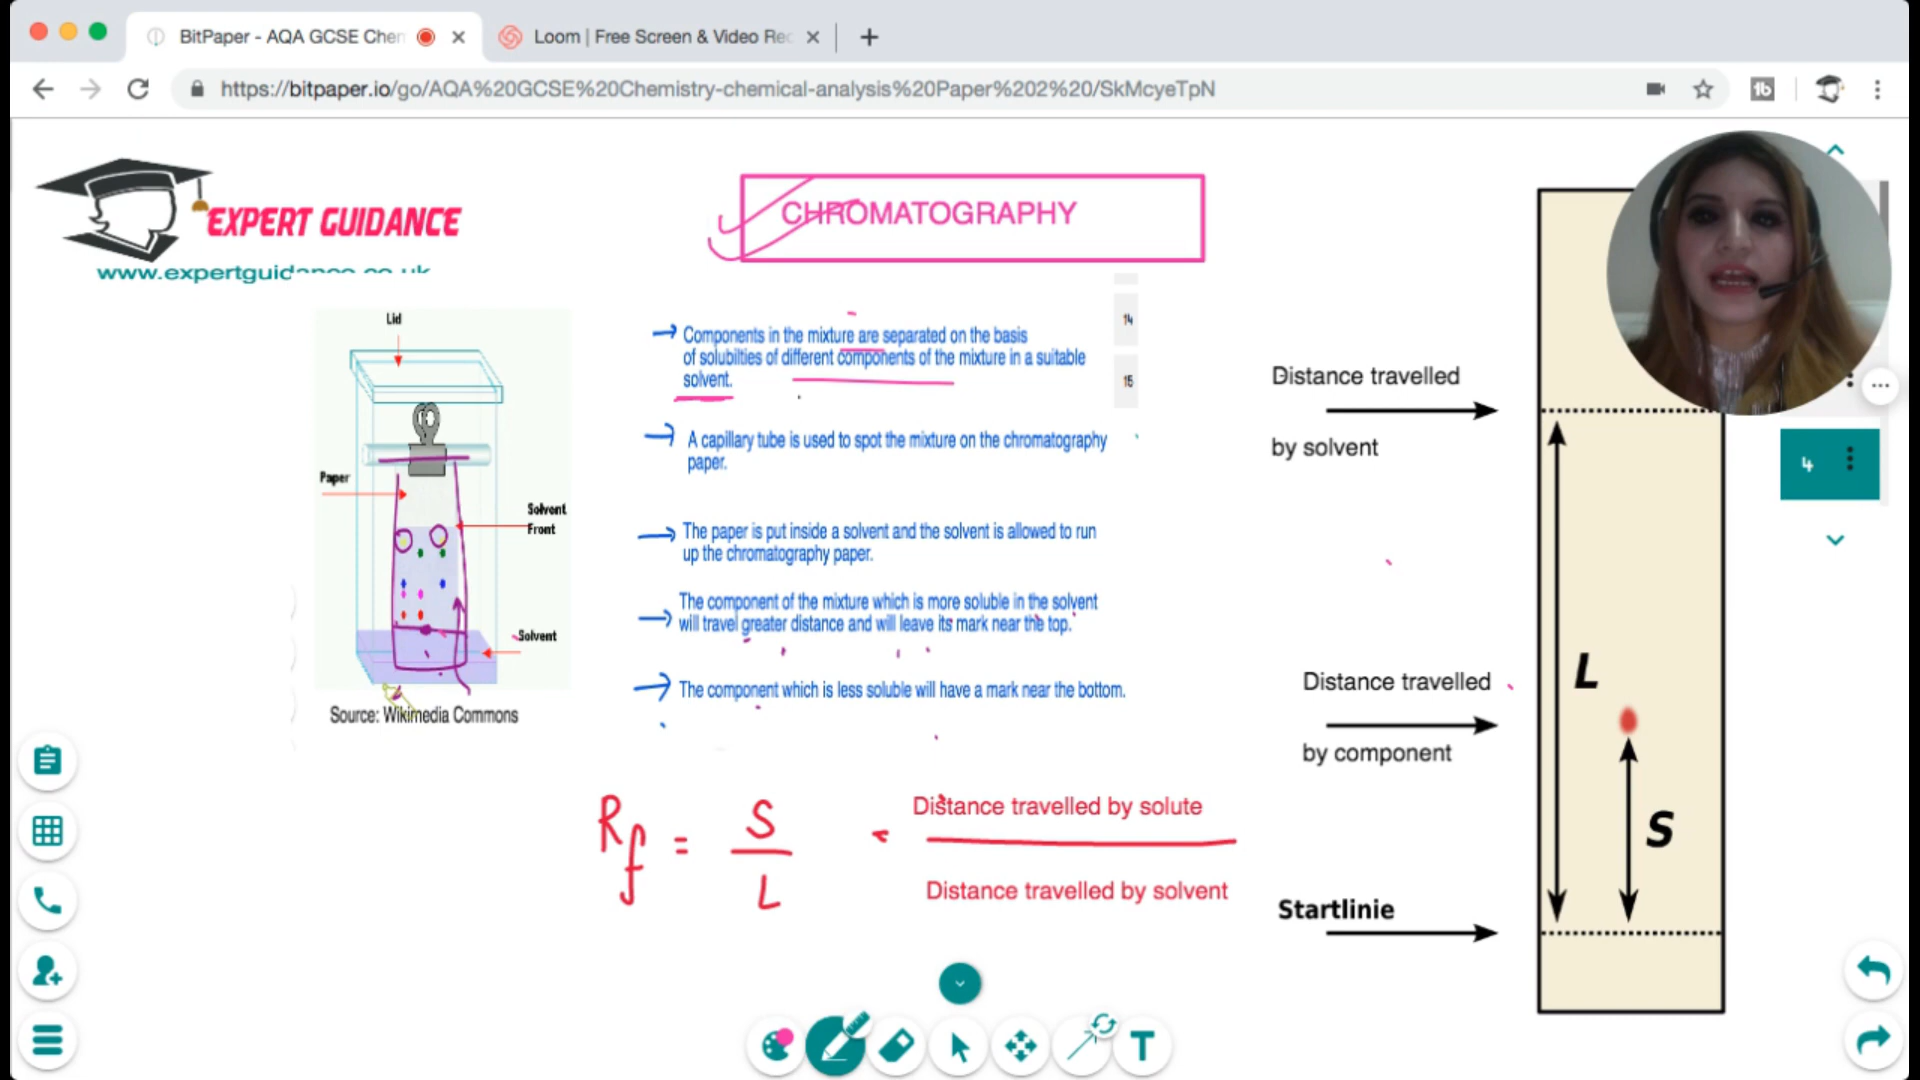 BitPaper - AQA GCSE Chem
Loom | Free Screen & Video Rec
https://bitpaper.io/go/AQA%20GCSE%20Chemistry-chemical-analysis%20Paper%202%20/SkMcyeTpN
EXPERT GUIDANCE
www.expertguidance.co.uk
CHROMATOGRAPHY
Lid
Paper
Solvent
Front
Solvent
Source: Wikimedia Commons
Components in the mixture are separated on the basis
of solubilties of different components of the mixture in a suitable
solvent.
A capillary tube is used to spot the mixture on the chromatography
paper.
The paper is put inside a solvent and the solvent is allowed to run
up the chromatography paper.
The component of the mixture which is more soluble in the solvent
will travel greater distance and will leave its mark near the top.
The component which is less soluble will have a mark near the bottom.
14
15
4
Rf = S / L =
Distance travelled by solute
Distance travelled by solvent
Distance travelled
by solvent
Distance travelled
by component
Startlinie
L
S
T